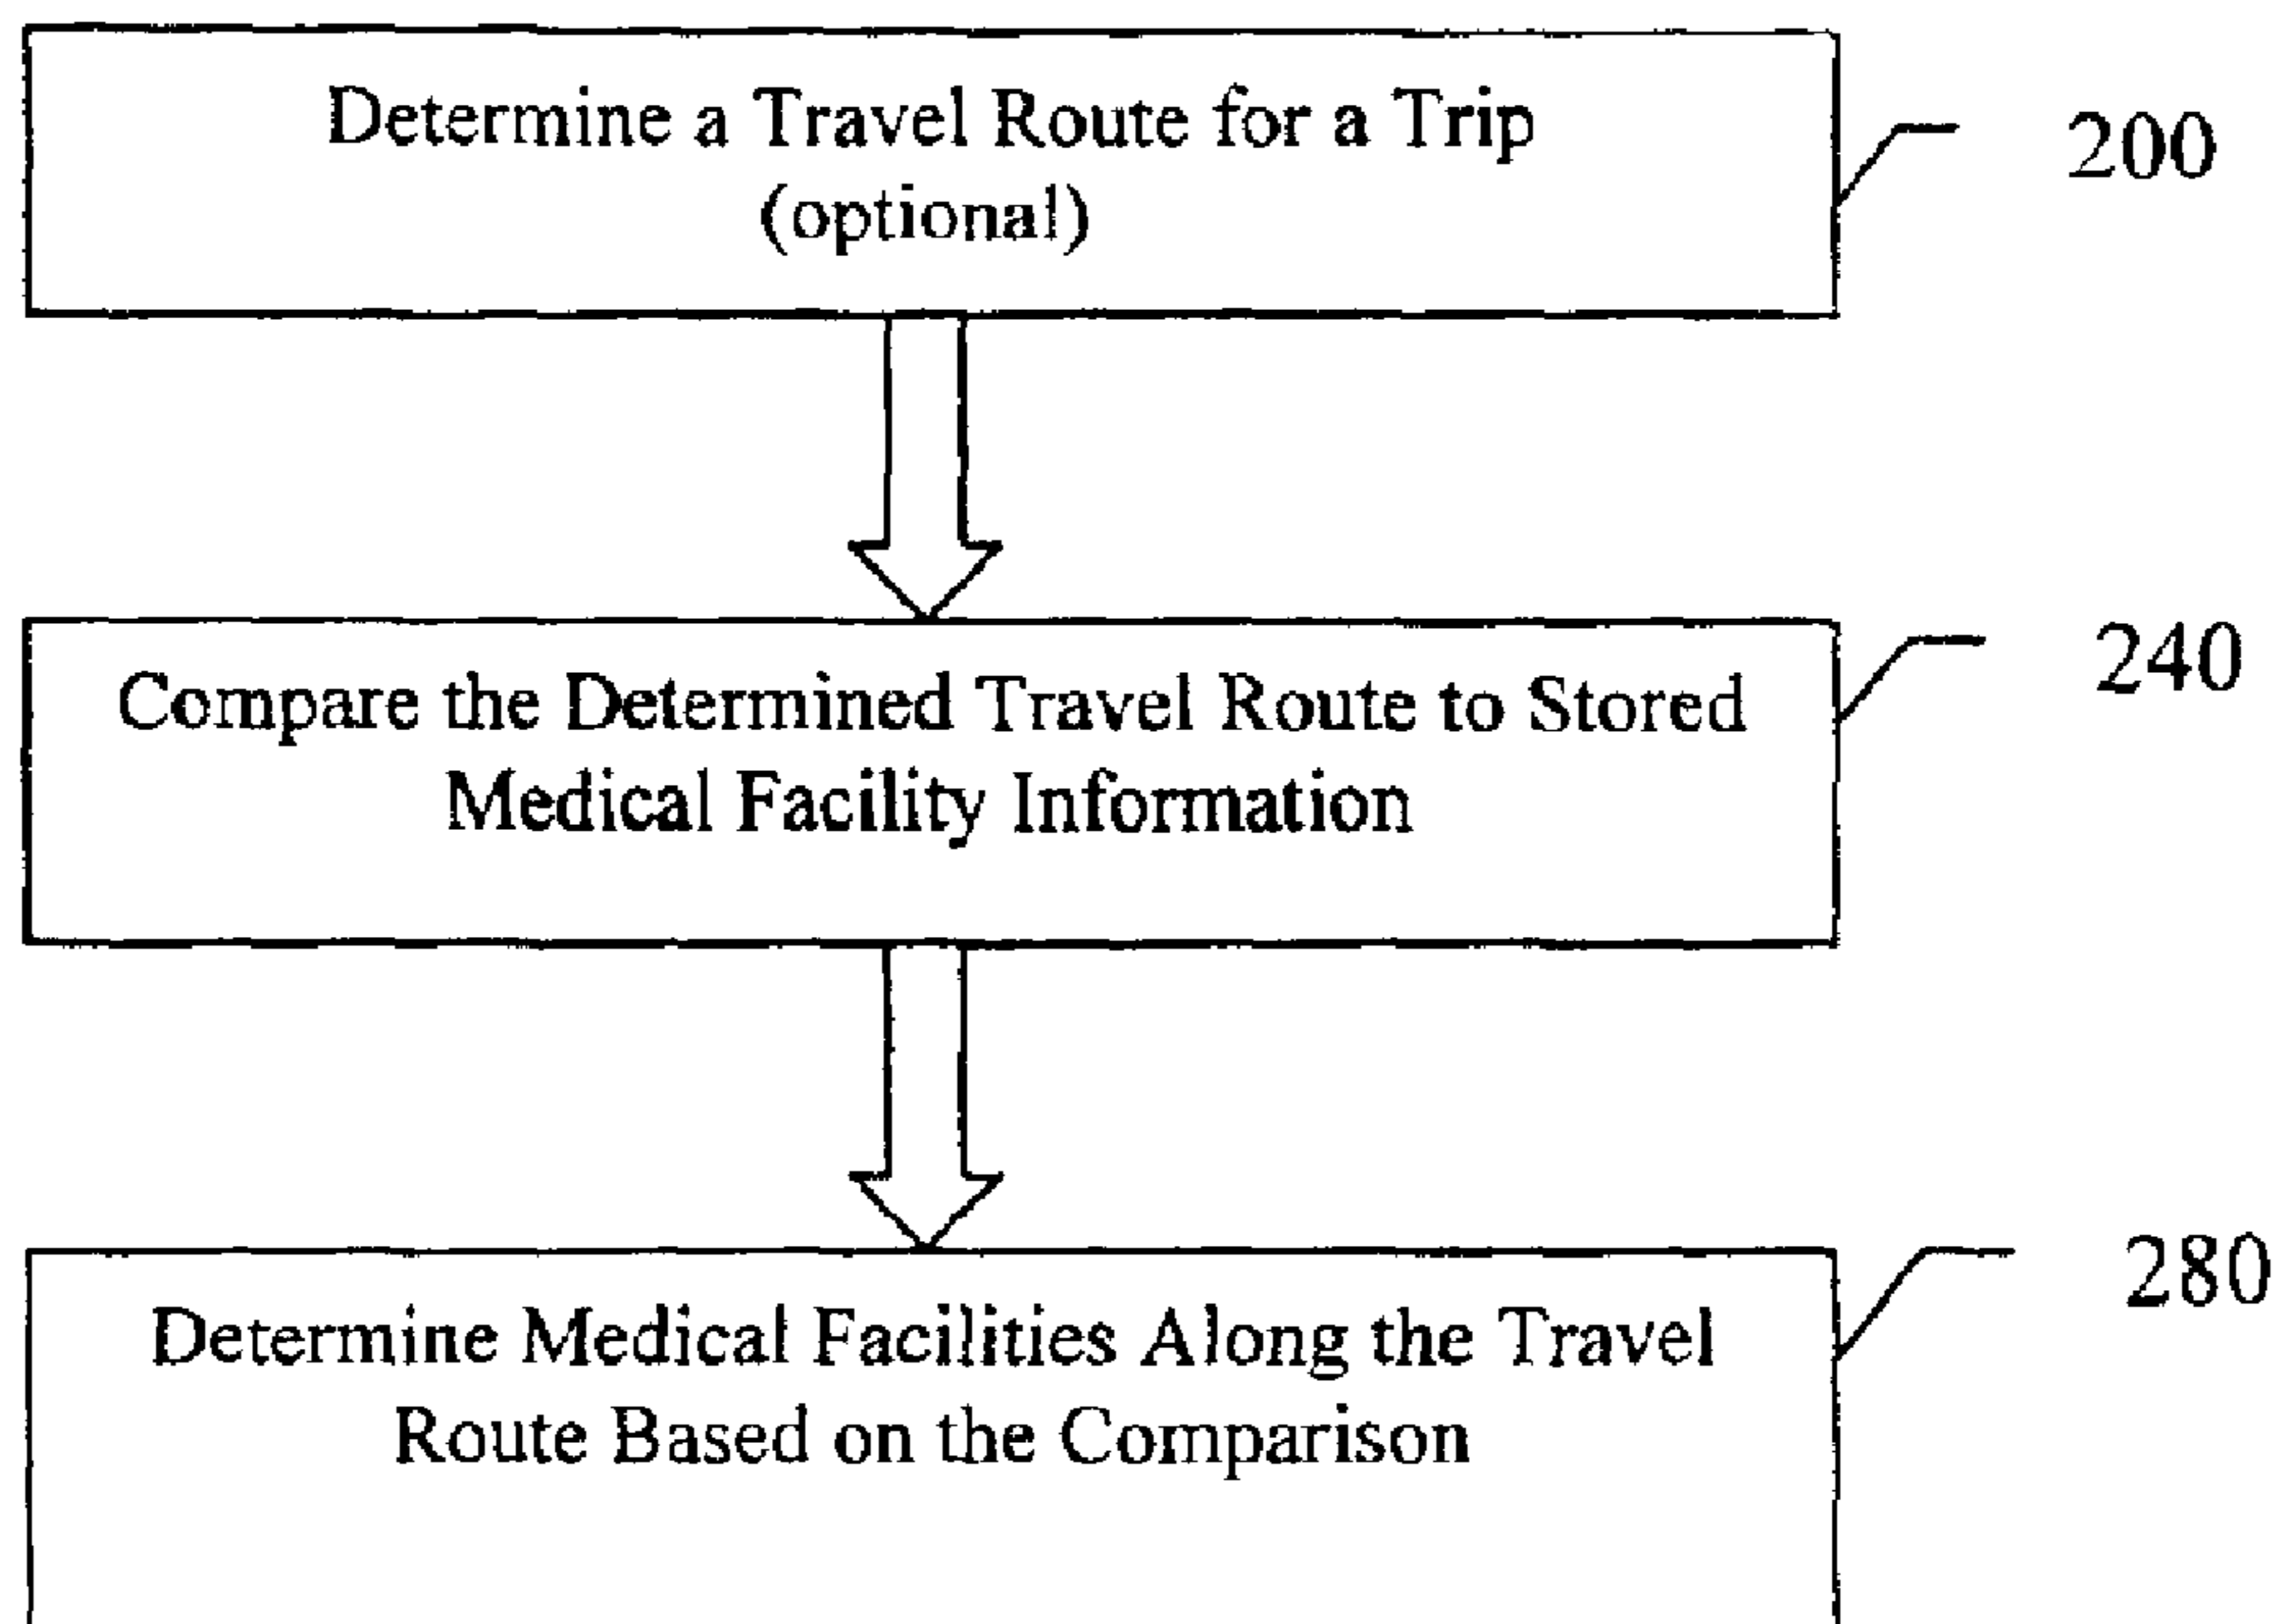 Determine a Travel Route for a Trip
(optional)
200
Compare the Determined Travel Route to Stored
Medical Facility Information
240
Determine Medical Facilities Along the Travel
Route Based on the Comparison
280